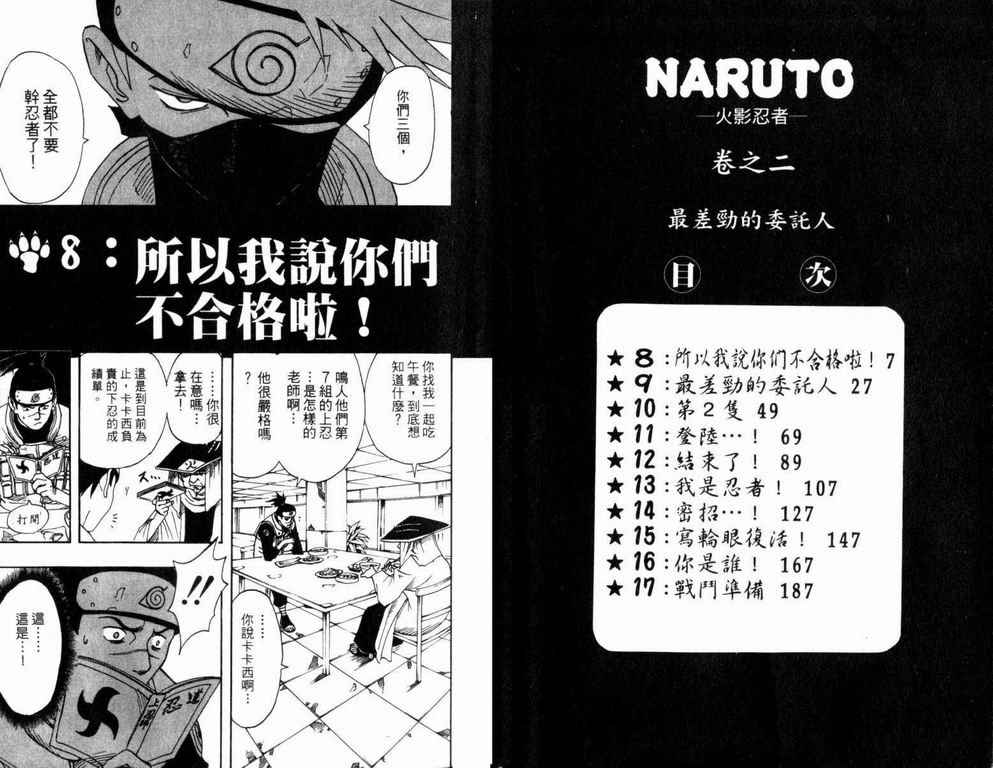 NARUTO
—火影忍者—
卷之二
最差勁的委託人
目 次
★ 8 :所以我說你們不合格啦! 7
★ 9 :最差勁的委託人 27
★ 10 :第2隻 49
★ 11 :登陸…! 69
★ 12 :結束了! 89
★ 13 :我是忍者! 107
★ 14 :密招…! 127
★ 15 :寫輪眼復活! 147
★ 16 :你是誰! 167
★ 17 :戰鬥準備 187
你們三個,
全都不要
幹忍者了!
8:所以我說你們
不合格啦!
你找我一起吃
午餐,到底想
知道什麼?
鳴人他們第
7組的上忍
…是怎樣的
老師啊…
他很嚴格嗎
?
……你很
在意嗎…
拿去!
ス…
這是到目前為
止,卡卡西負
責的下忍的成
績單。
打開
……
你說卡卡西啊…
!!
這……
這是…!